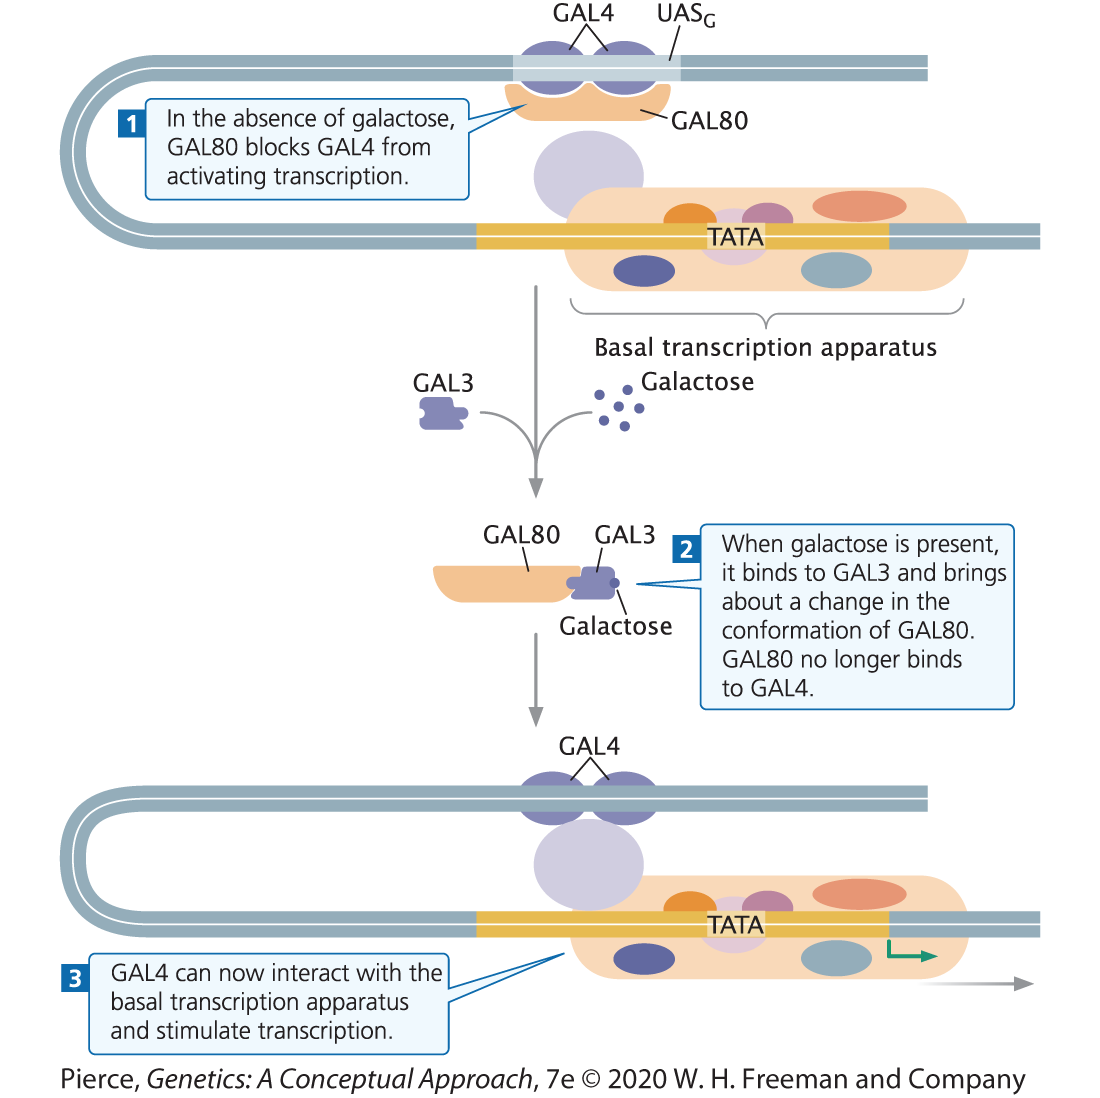 GAL4
UASG
1
In the absence of galactose,
GAL80 blocks GAL4 from
activating transcription.
GAL80
TATA
Basal transcription apparatus
GAL3
Galactose
GAL80
GAL3
Galactose
2
When galactose is present,
it binds to GAL3 and brings
about a change in the
conformation of GAL80.
GAL80 no longer binds
to GAL4.
GAL4
TATA
3
GAL4 can now interact with the
basal transcription apparatus
and stimulate transcription.
Pierce, Genetics: A Conceptual Approach, 7e © 2020 W. H. Freeman and Company